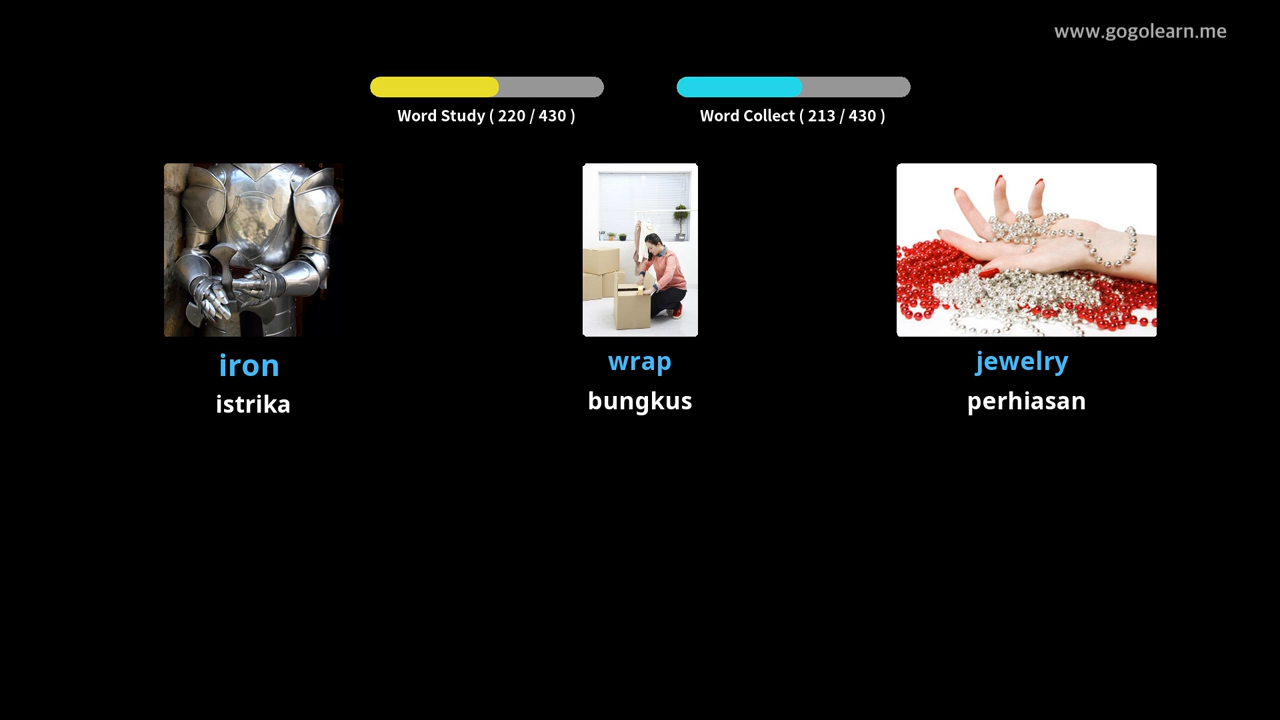 www.gogolearn.me
Word Study ( 220 / 430 )
Word Collect ( 213 / 430 )
iron
istrika
wrap
bungkus
jewelry
perhiasan